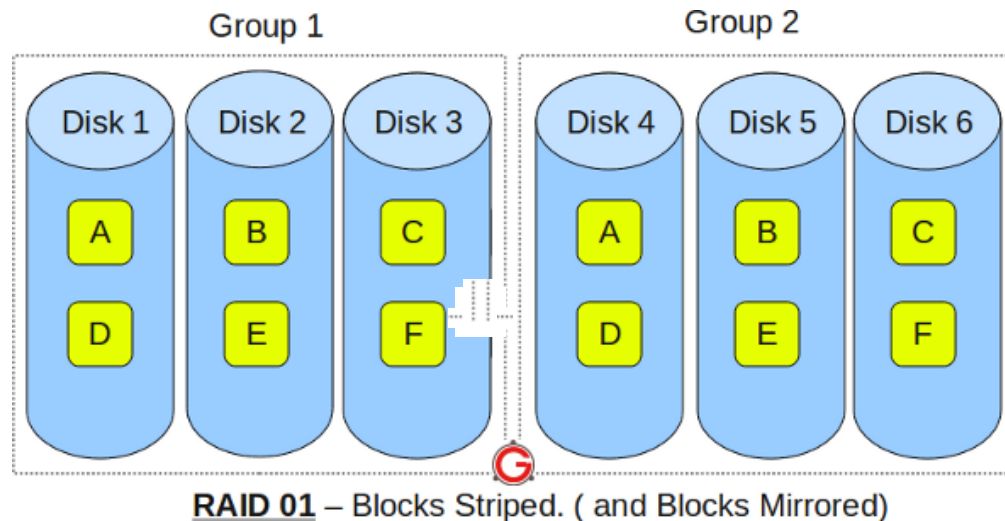 Group 1 Group 2
Disk 1 Disk 2 Disk 3 Disk 4 Disk 5 Disk 6
A B C A B C
D E F D E F
G
RAID 01 – Blocks Striped. ( and Blocks Mirrored)